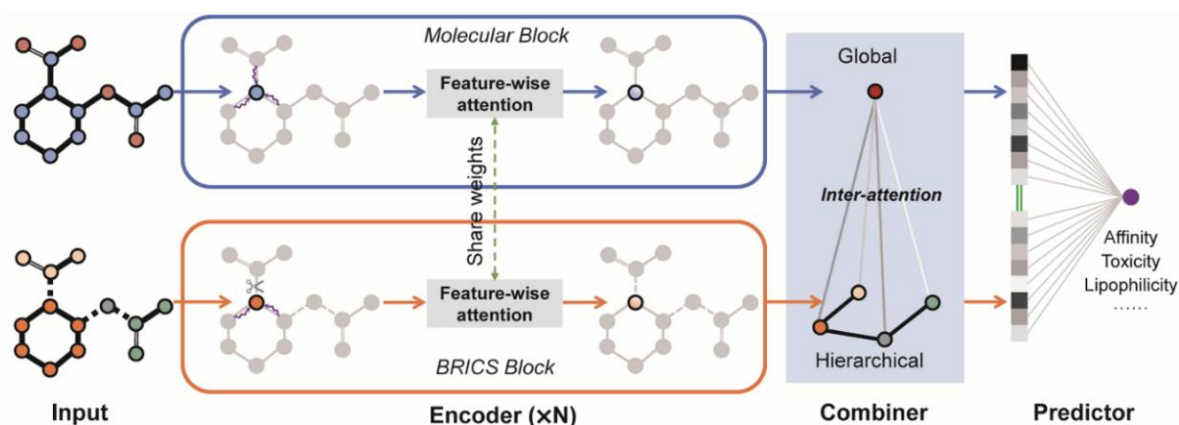 Molecular Block
Feature-wise
attention
Share weights
Feature-wise
attention
BRICS Block
Global
Inter-attention
Hierarchical
Affinity
Toxicity
Lipophilicity
......
Input
Encoder (×N)
Combiner
Predictor